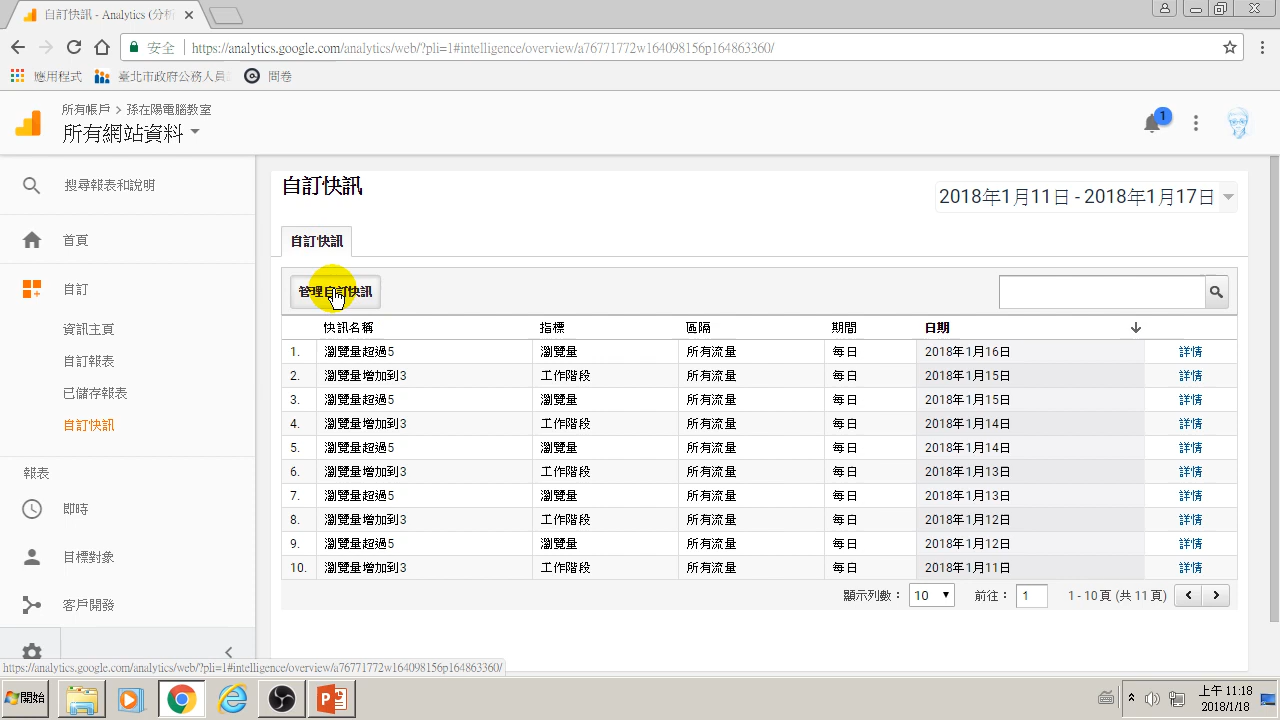 自訂快訊 - Analytics (分析
安全 https://analytics.google.com/analytics/web/?pli=1#intelligence/overview/a76771772w164098156p164863360/
應用程式 臺北市政府公務人員 問卷
所有帳戶 > 孫在陽電腦教室
所有網站資料
1
搜尋報表和說明
首頁
自訂
資訊主頁
自訂報表
已儲存報表
自訂快訊
報表
即時
目標對象
客戶開發
自訂快訊
2018年1月11日 - 2018年1月17日
自訂快訊
管理自訂快訊
快訊名稱 指標 區隔 期間 日期
1. 瀏覽量超過5 瀏覽量 所有流量 每日 2018年1月16日 詳情
2. 瀏覽量增加到3 工作階段 所有流量 每日 2018年1月15日 詳情
3. 瀏覽量超過5 瀏覽量 所有流量 每日 2018年1月15日 詳情
4. 瀏覽量增加到3 工作階段 所有流量 每日 2018年1月14日 詳情
5. 瀏覽量超過5 瀏覽量 所有流量 每日 2018年1月14日 詳情
6. 瀏覽量增加到3 工作階段 所有流量 每日 2018年1月13日 詳情
7. 瀏覽量超過5 瀏覽量 所有流量 每日 2018年1月13日 詳情
8. 瀏覽量增加到3 工作階段 所有流量 每日 2018年1月12日 詳情
9. 瀏覽量超過5 瀏覽量 所有流量 每日 2018年1月12日 詳情
10. 瀏覽量增加到3 工作階段 所有流量 每日 2018年1月11日 詳情
顯示列數： 10 前往： 1 1 - 10 頁 (共 11 頁)
https://analytics.google.com/analytics/web/?pli=1#intelligence/overview/a76771772w164098156p164863360/
開始
上午 11:18
2018/1/18